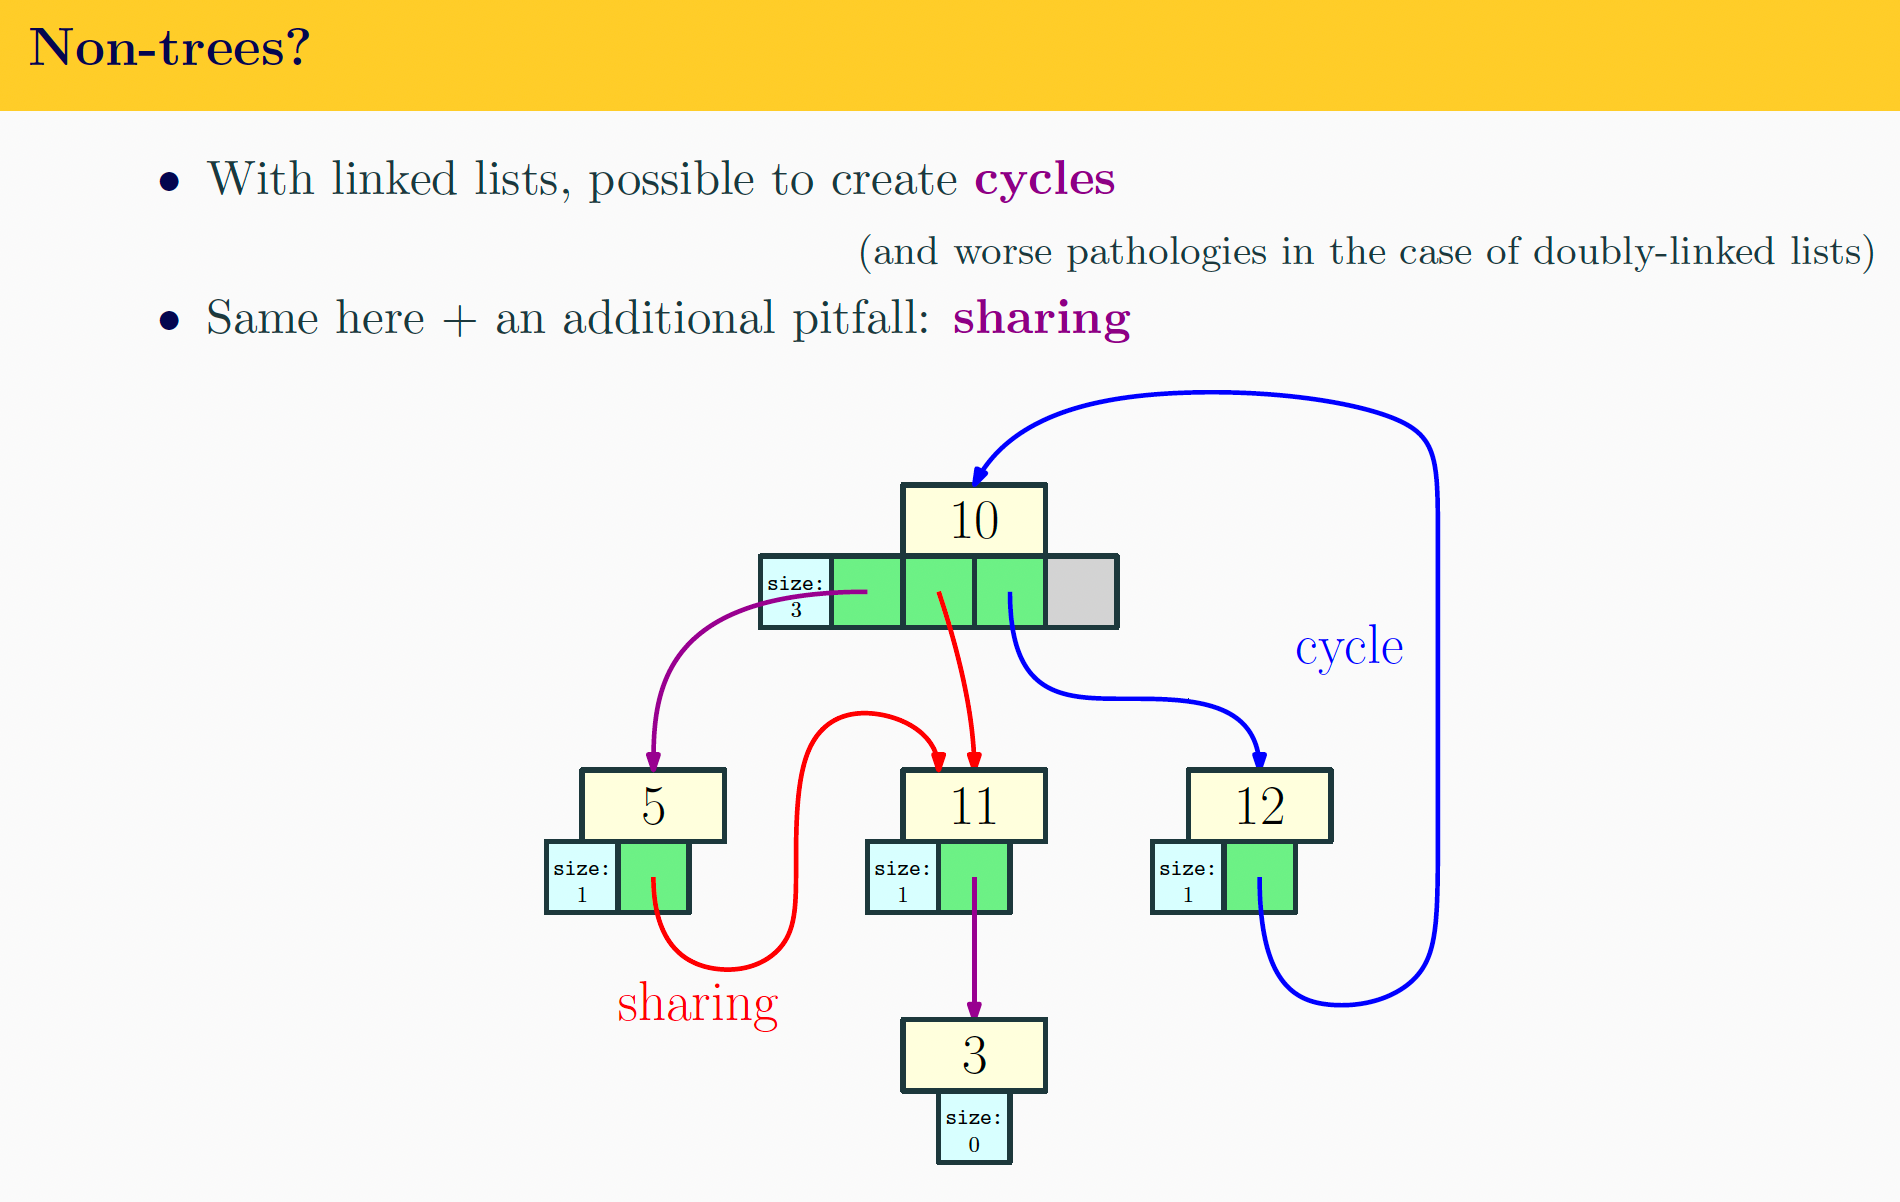 Non-trees?
• With linked lists, possible to create cycles
(and worse pathologies in the case of doubly-linked lists)
• Same here + an additional pitfall: sharing
10
size:
3
cycle
5
11
12
size:
1
size:
1
size:
1
sharing
3
size:
0